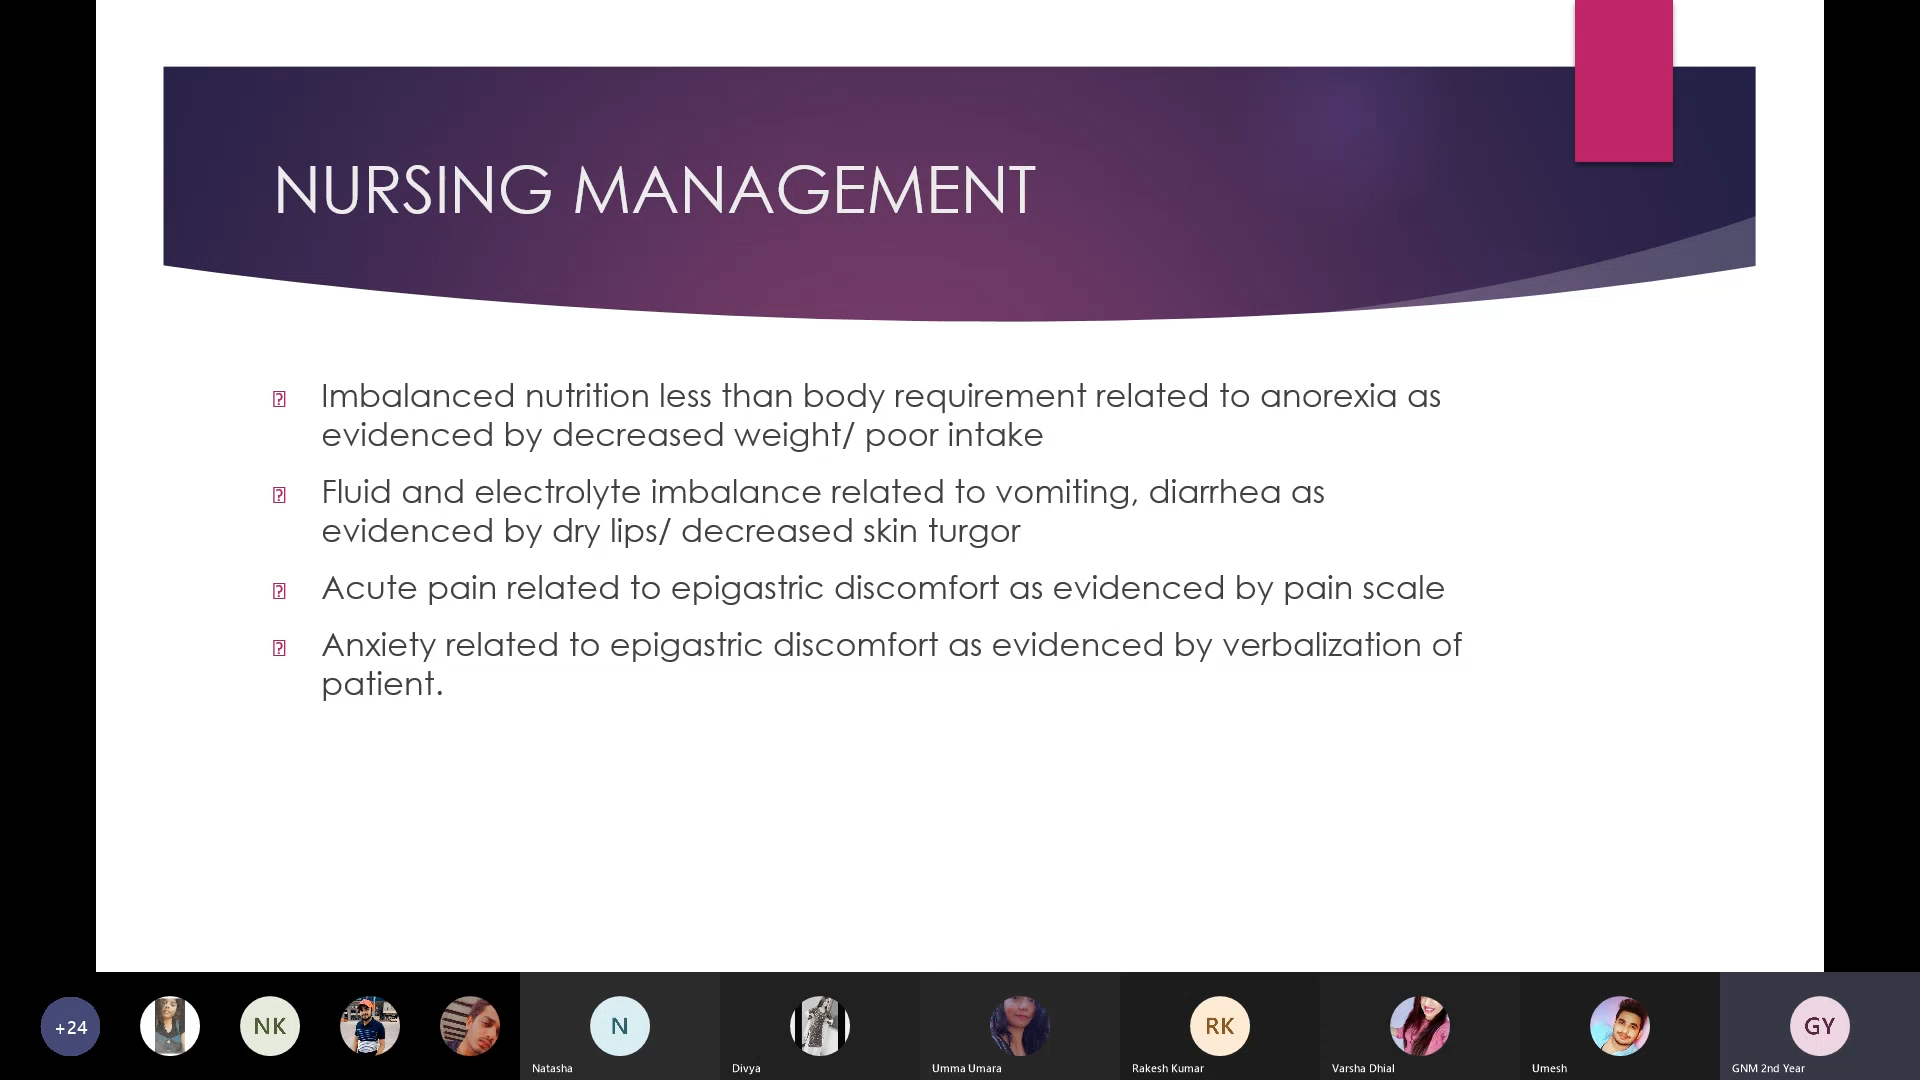 NURSING MANAGEMENT
Imbalanced nutrition less than body requirement related to anorexia as
evidenced by decreased weight/ poor intake
Fluid and electrolyte imbalance related to vomiting, diarrhea as
evidenced by dry lips/ decreased skin turgor
Acute pain related to epigastric discomfort as evidenced by pain scale
Anxiety related to epigastric discomfort as evidenced by verbalization of
patient.
+24
NK
N
RK
GY
Natasha
Divya
Umma Umara
Rakesh Kumar
Varsha Dhial
Umesh
GNM 2nd Year